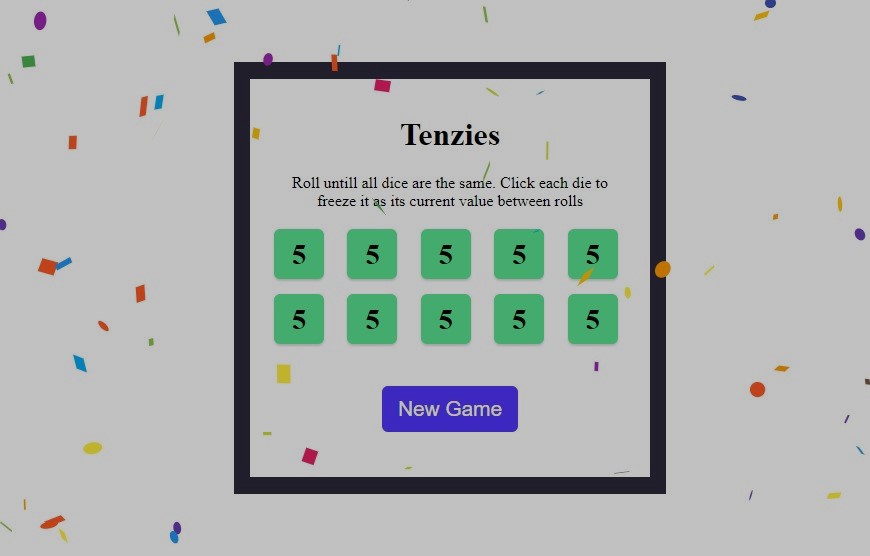 Tenzies
Roll untill all dice are the same. Click each die to
freeze it as its current value between rolls
5 5 5 5 5
5 5 5 5 5
New Game